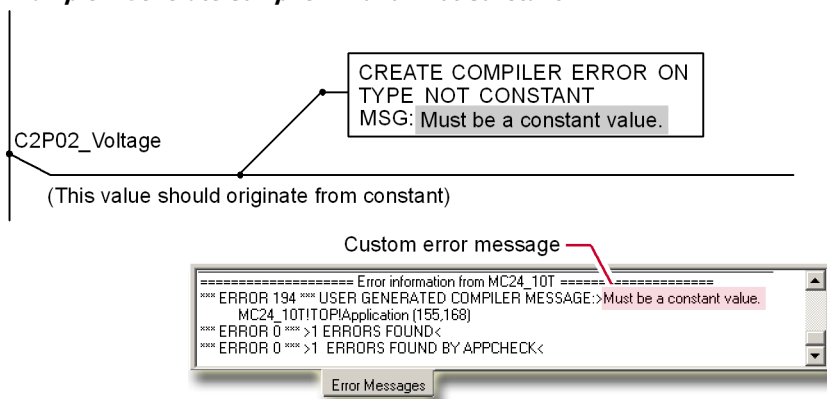 CREATE COMPILER ERROR ON
TYPE NOT CONSTANT
MSG: Must be a constant value.
C2P02_Voltage
(This value should originate from constant)
Custom error message
==================== Error information from MC24_10T ====================
*** ERROR 194 *** USER GENERATED COMPILER MESSAGE:>Must be a constant value.
MC24_10T!TOP!Application (155,168)
*** ERROR 0 *** >1 ERRORS FOUND<
*** ERROR 0 *** >1 ERRORS FOUND BY APPCHECK<
Error Messages